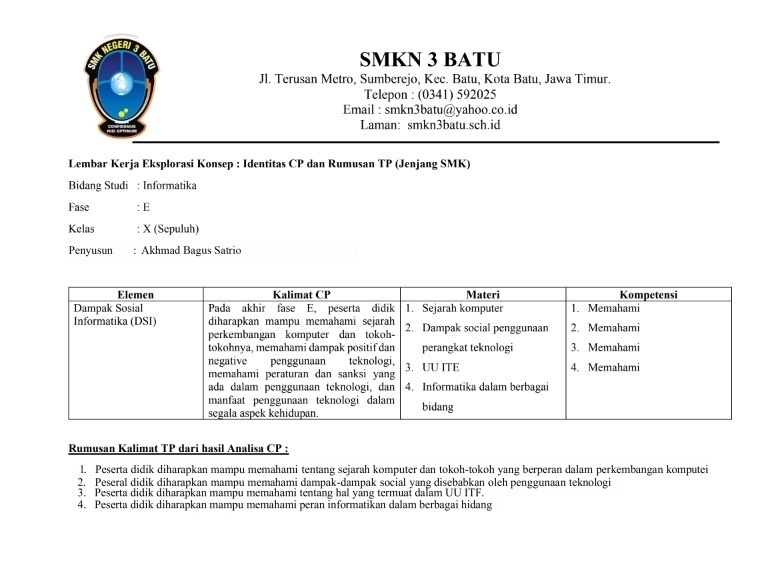 SMK NEGERI 3 BATU
CONFIDENUS
NISI OPTIMUM
SMKN 3 BATU
Jl. Terusan Metro, Sumberejo, Kec. Batu, Kota Batu, Jawa Timur.
Telepon : (0341) 592025
Email : smkn3batu@yahoo.co.id
Laman: smkn3batu.sch.id
Lembar Kerja Eksplorasi Konsep : Identitas CP dan Rumusan TP (Jenjang SMK)
Bidang Studi : Informatika
Fase : E
Kelas : X (Sepuluh)
Penyusun : Akhmad Bagus Satrio
Elemen
Kalimat CP
Materi
Kompetensi
Dampak Sosial
Informatika (DSI)
Pada akhir fase E, peserta didik
diharapkan mampu memahami sejarah
perkembangan komputer dan tokoh-
tokohnya, memahami dampak positif dan
negative penggunaan teknologi,
memahami peraturan dan sanksi yang
ada dalam penggunaan teknologi, dan
manfaat penggunaan teknologi dalam
segala aspek kehidupan.
1. Sejarah komputer
2. Dampak social penggunaan
perangkat teknologi
3. UU ITE
4. Informatika dalam berbagai
bidang
1. Memahami
2. Memahami
3. Memahami
4. Memahami
Rumusan Kalimat TP dari hasil Analisa CP :
1. Peserta didik diharapkan mampu memahami tentang sejarah komputer dan tokoh-tokoh yang berperan dalam perkembangan komputei
2. Peseral didik diharapkan mampu memahami dampak-dampak social yang disebabkan oleh penggunaan teknologi
3. Peserta didik diharapkan mampu memahami tentang hal yang termuat dalam UU ITF.
4. Peserta didik diharapkan mampu memahami peran informatikan dalam berbagai hidang